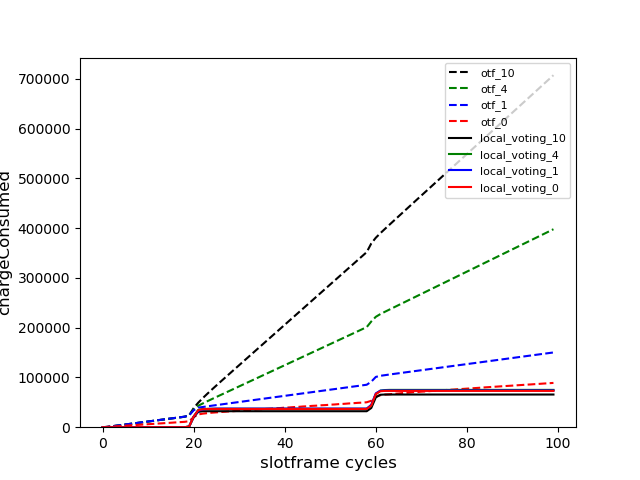 700000
600000
500000
400000
300000
200000
100000
0
chargeConsumed
otf_10
otf_4
otf_1
otf_0
local_voting_10
local_voting_4
local_voting_1
local_voting_0
0 20 40 60 80 100
slotframe cycles